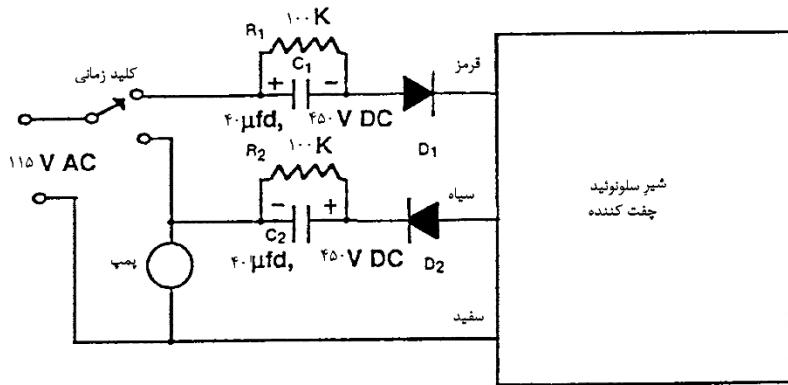 ۱۰۰K
R₁
C₁
+ −
قرمز
کلید زمانی
۴۰µfd, ۴۵۰V DC
D₁
۱۰۰K
R₂
۱۱۵ V AC
سیاه
− +
C₂
شیر سلونوئید
چفت کننده
۴۰µfd, ۴۵۰V DC
D₂
پمپ
سفید